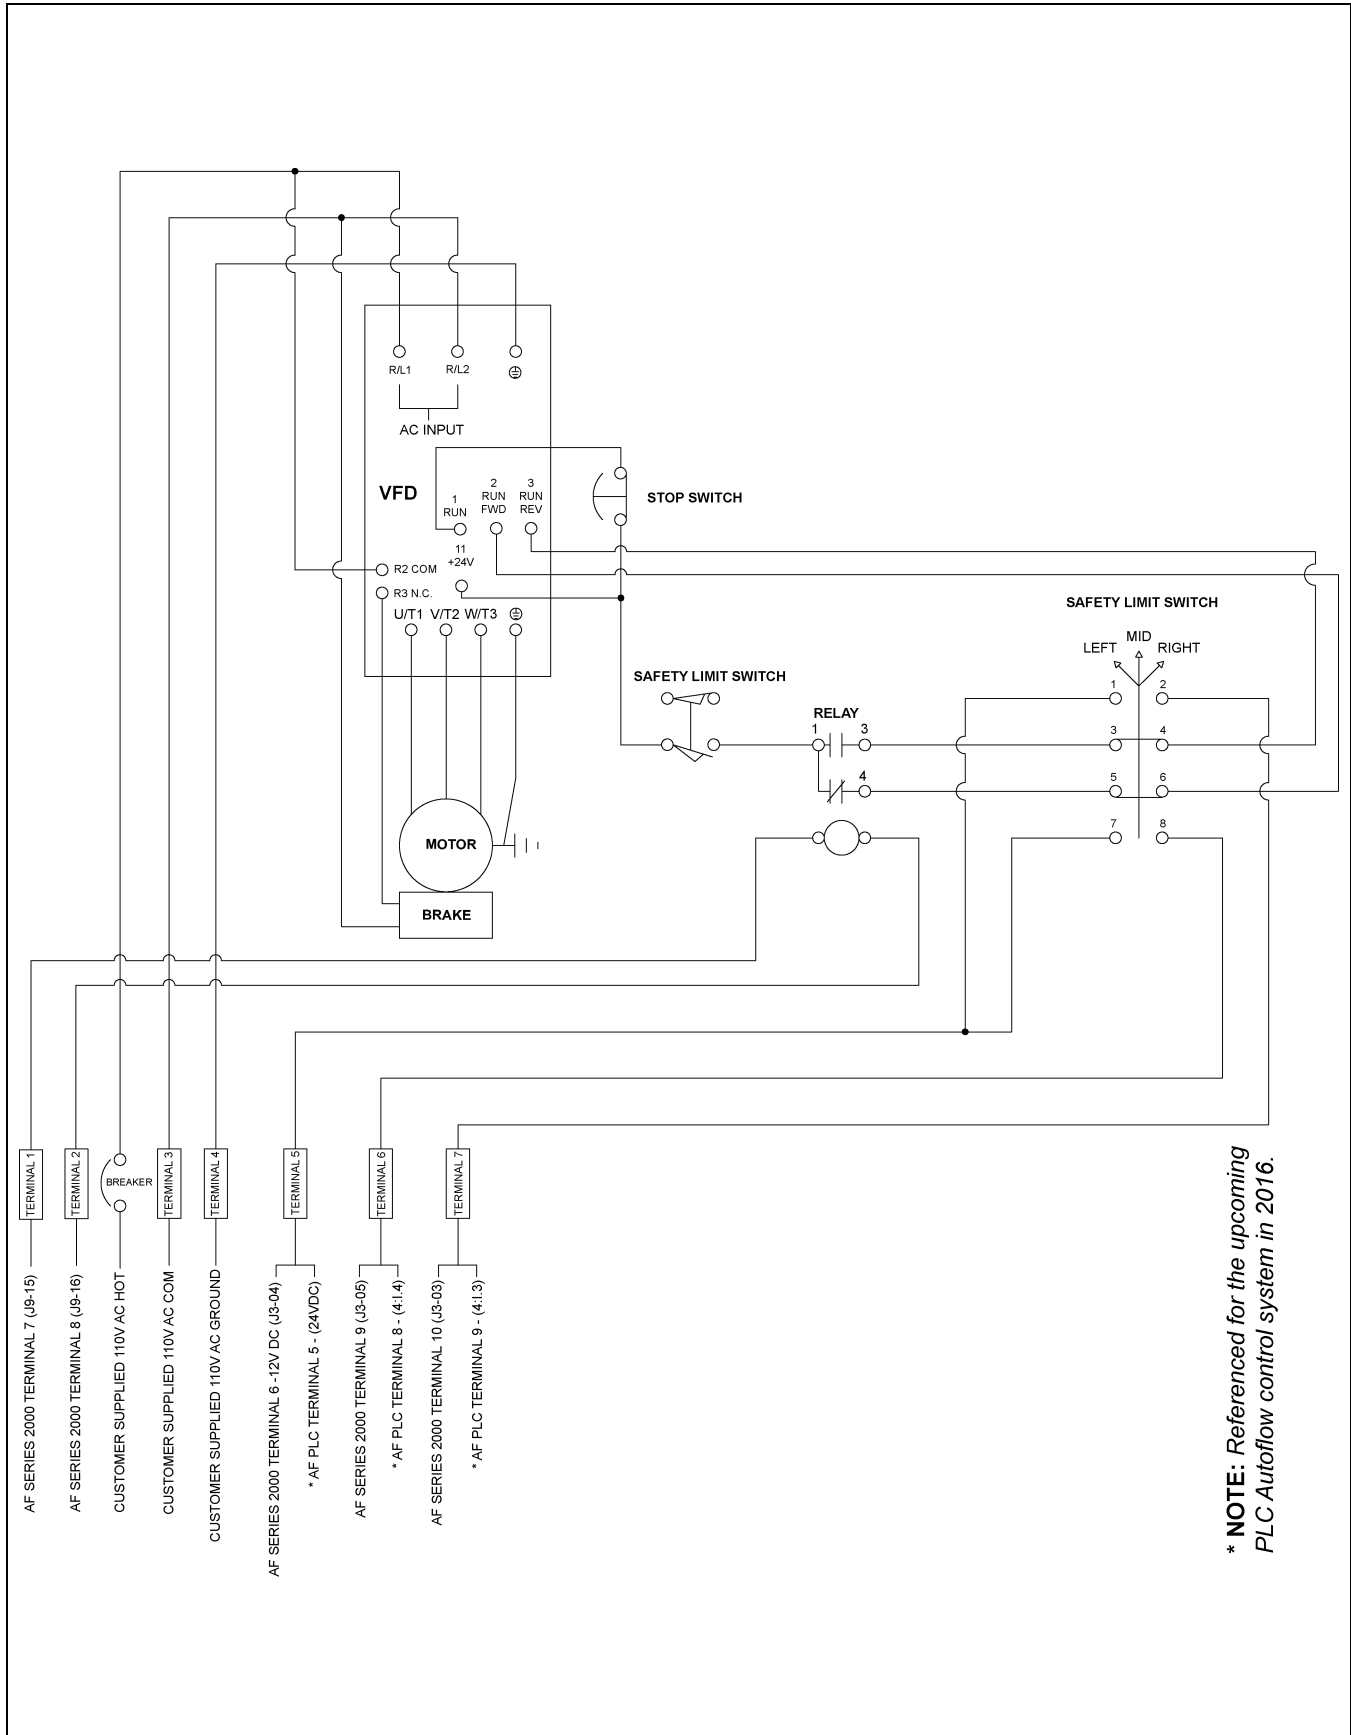 R/L1
R/L2
AC INPUT
VFD
1
RUN
2
RUN
FWD
3
RUN
REV
11
+24V
R2 COM
R3 N.C.
U/T1
V/T2
W/T3
STOP SWITCH
SAFETY LIMIT SWITCH
LEFT
MID
RIGHT
SAFETY LIMIT SWITCH
RELAY
1
3
4
1
2
3
4
5
6
7
8
MOTOR
BRAKE
TERMINAL 1
TERMINAL 2
BREAKER
TERMINAL 3
TERMINAL 4
TERMINAL 5
TERMINAL 6
TERMINAL 7
AF SERIES 2000 TERMINAL 7 (J9-15)
AF SERIES 2000 TERMINAL 8 (J9-16)
CUSTOMER SUPPLIED 110V AC HOT
CUSTOMER SUPPLIED 110V AC COM
CUSTOMER SUPPLIED 110V AC GROUND
AF SERIES 2000 TERMINAL 6 -12V DC (J3-04)
* AF PLC TERMINAL 5 - (24VDC)
AF SERIES 2000 TERMINAL 9 (J3-05)
* AF PLC TERMINAL 8 - (4:I.4)
AF SERIES 2000 TERMINAL 10 (J3-03)
* AF PLC TERMINAL 9 - (4:I.3)
* NOTE: Referenced for the upcoming
PLC Autoflow control system in 2016.